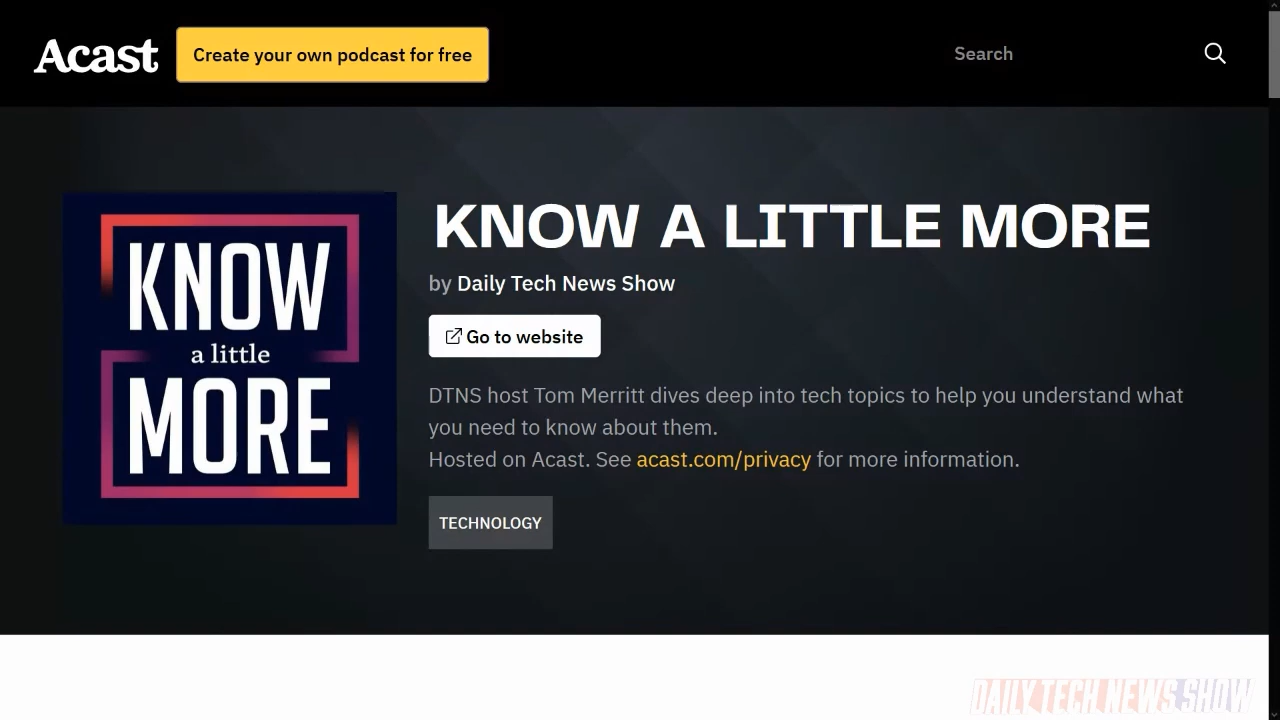 Acast
Create your own podcast for free
Search
KNOW
a little
MORE
KNOW A LITTLE MORE
by Daily Tech News Show
Go to website
DTNS host Tom Merritt dives deep into tech topics to help you understand what
you need to know about them.
Hosted on Acast. See acast.com/privacy for more information.
TECHNOLOGY
DAILY TECH NEWS SHOW